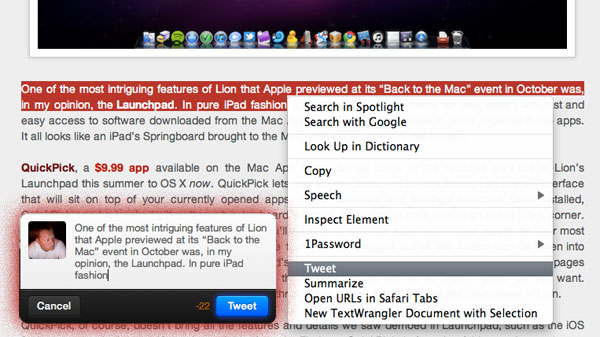 One of the most intriguing features of Lion that Apple previewed at its “Back to the Mac” event in October was,
in my opinion, the Launchpad. In pure iPad fashion
easy access to software downloaded from the Mac
It all looks like an iPad’s Springboard brought to the
and
apps.
QuickPick, a $9.99 app available on the Mac
Lion’s
Launchpad this summer to OS X now. QuickPick lets
interface
that will sit on top of your currently opened apps
installed,
corner.
most
into
pages
want.
Search in Spotlight
Search with Google
Look Up in Dictionary
Copy
Speech
Inspect Element
1Password
Tweet
Summarize
Open URLs in Safari Tabs
New TextWrangler Document with Selection
One of the most intriguing features of Lion
that Apple previewed at its “Back to the
Mac” event in October was, in my
opinion, the Launchpad. In pure iPad
fashion
Cancel
-22
Tweet
QuickPick, of course, doesn’t bring all the features and details we saw demoed in Launchpad, such as the iOS